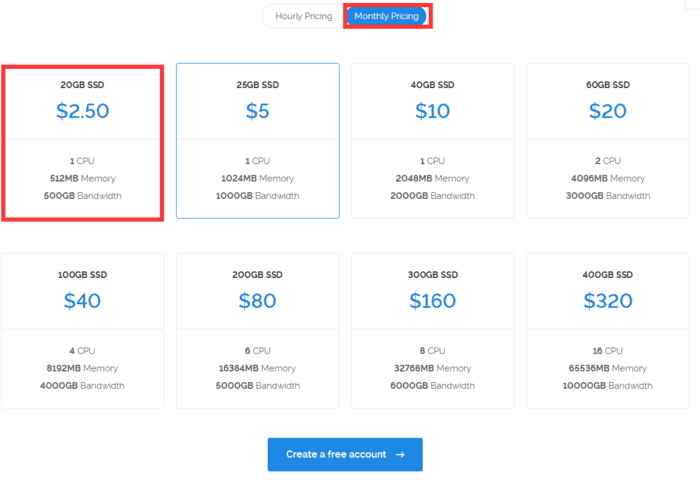 Hourly Pricing
Monthly Pricing
20GB SSD
$2.50
1 CPU
512MB Memory
500GB Bandwidth
25GB SSD
$5
1 CPU
1024MB Memory
1000GB Bandwidth
40GB SSD
$10
1 CPU
2048MB Memory
2000GB Bandwidth
60GB SSD
$20
2 CPU
4096MB Memory
3000GB Bandwidth
100GB SSD
$40
4 CPU
8192MB Memory
4000GB Bandwidth
200GB SSD
$80
6 CPU
16384MB Memory
5000GB Bandwidth
300GB SSD
$160
8 CPU
32768MB Memory
6000GB Bandwidth
400GB SSD
$320
16 CPU
65536MB Memory
10000GB Bandwidth
Create a free account →